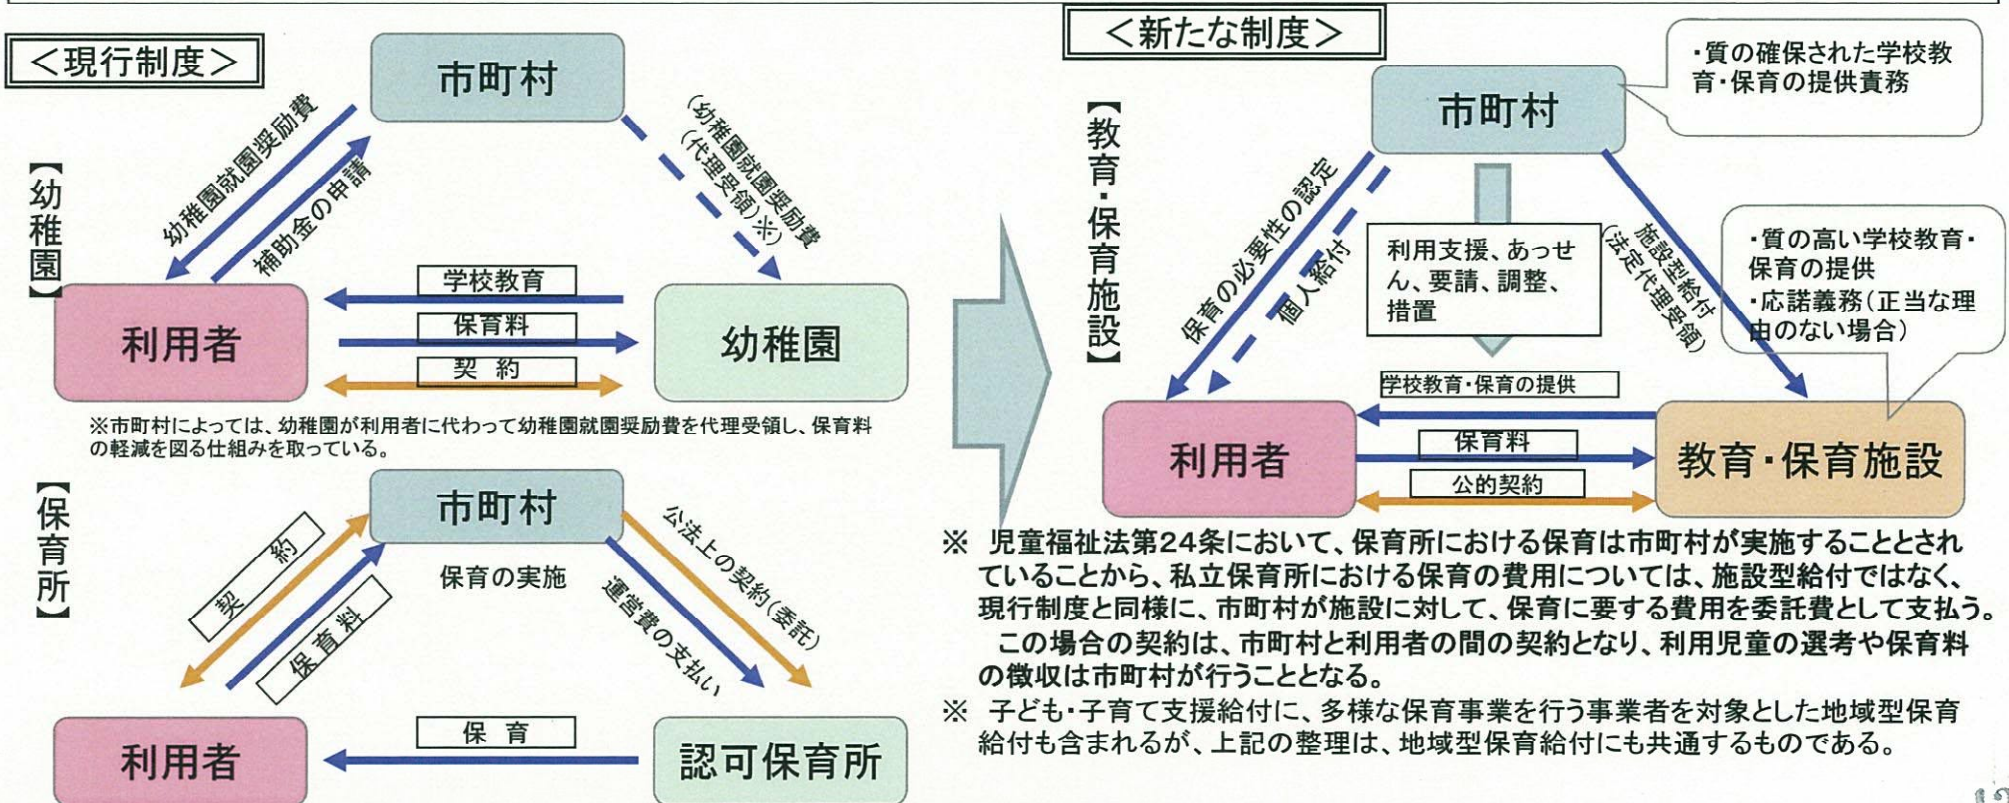 ＜現行制度＞
【幼稚園】
市町村
幼稚園就園奨励費
補助金の申請
(幼稚園就園奨励費
(代理受領)※)
学校教育
保育料
契 約
利用者
幼稚園
※市町村によっては、幼稚園が利用者に代わって幼稚園就園奨励費を代理受領し、保育料
の軽減を図る仕組みを取っている。
【保育所】
市町村
保育の実施
契 約
保育料
公法上の契約(委託)
運営費の支払い
保 育
利用者
認可保育所
＜新たな制度＞
【教育・保育施設】
市町村
・質の確保された学校教
育・保育の提供責務
保育の必要性の認定
個人給付
利用支援、あっせ
ん、要請、調整、
措置
施設型給付
(法定代理受領)
・質の高い学校教育・
保育の提供
・応諾義務(正当な理
由のない場合)
学校教育・保育の提供
保育料
公的契約
利用者
教育・保育施設
※ 児童福祉法第24条において、保育所における保育は市町村が実施することとされ
ていることから、私立保育所における保育の費用については、施設型給付ではなく、
現行制度と同様に、市町村が施設に対して、保育に要する費用を委託費として支払う。
この場合の契約は、市町村と利用者の間の契約となり、利用児童の選考や保育料
の徴収は市町村が行うこととなる。
※ 子ども・子育て支援給付に、多様な保育事業を行う事業者を対象とした地域型保育
給付も含まれるが、上記の整理は、地域型保育給付にも共通するものである。